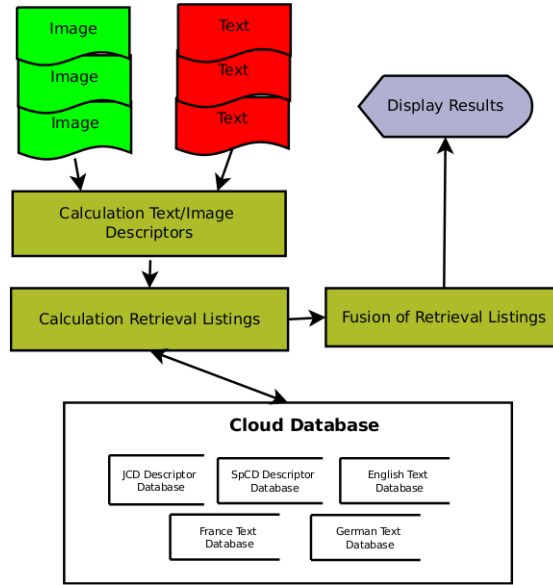 Image
Image
Image
Text
Text
Text
Display Results
Calculation Text/Image
Descriptors
Calculation Retrieval Listings
Fusion of Retrieval Listings
Cloud Database
JCD Descriptor
Database
SpCD Descriptor
Database
English Text
Database
France Text
Database
German Text
Database